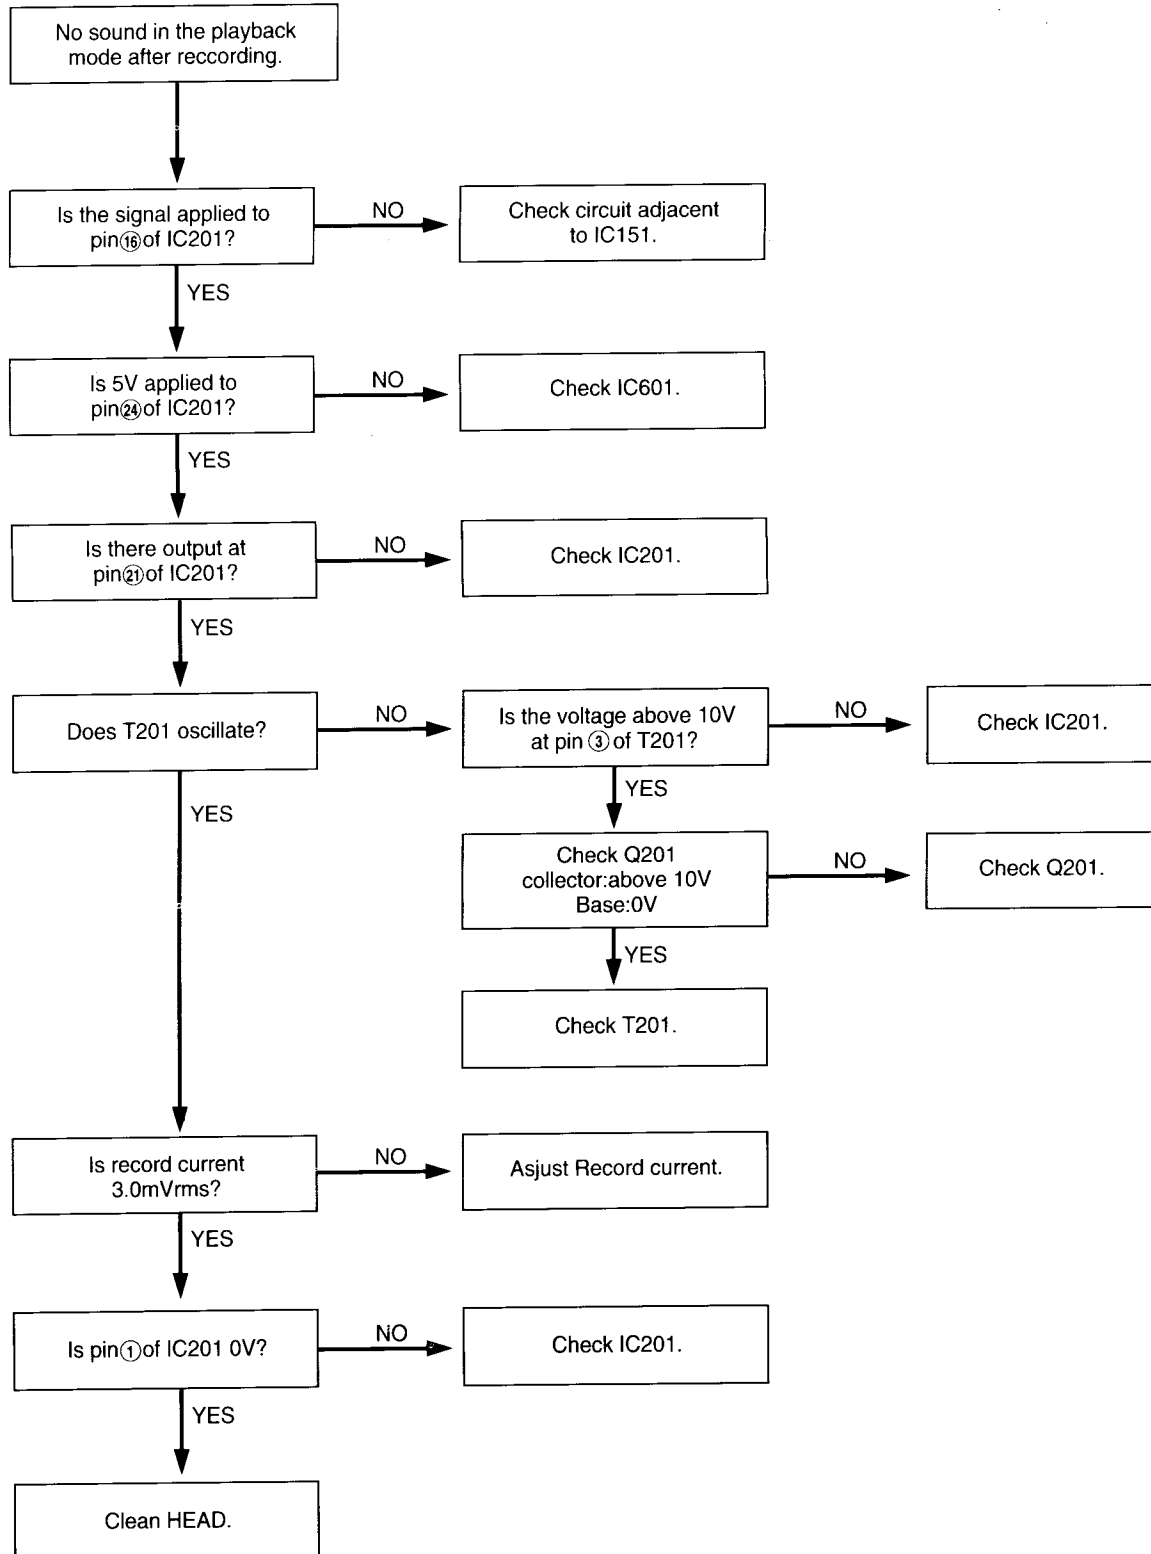 No sound in the playback
mode after reccording.
Is the signal applied to
pin⑯of IC201?
NO
Check circuit adjacent
to IC151.
YES
Is 5V applied to
pin㉔of IC201?
NO
Check IC601.
YES
Is there output at
pin㉑of IC201?
NO
Check IC201.
YES
Does T201 oscillate?
NO
Is the voltage above 10V
at pin ③ of T201?
NO
Check IC201.
YES
YES
Check Q201
collector:above 10V
Base:0V
NO
Check Q201.
YES
Check T201.
Is record current
3.0mVrms?
NO
Asjust Record current.
YES
Is pin①of IC201 0V?
NO
Check IC201.
YES
Clean HEAD.